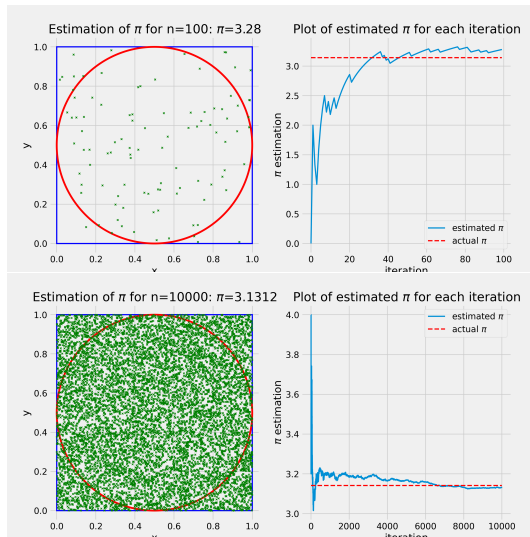 Estimation of π for n=100: π=3.28
1.0
0.8
0.6
0.4
0.2
0.0
y
0.0 0.2 0.4 0.6 0.8 1.0
x
Plot of estimated π for each iteration
3.0
2.5
2.0
1.5
1.0
0.5
0.0
π estimation
estimated π
actual π
0 20 40 60 80 100
iteration
Estimation of π for n=10000: π=3.1312
1.0
0.8
0.6
0.4
0.2
0.0
y
0.0 0.2 0.4 0.6 0.8 1.0
x
Plot of estimated π for each iteration
4.0
3.8
3.6
3.4
3.2
3.0
π estimation
estimated π
actual π
0 2000 4000 6000 8000 10000
iteration